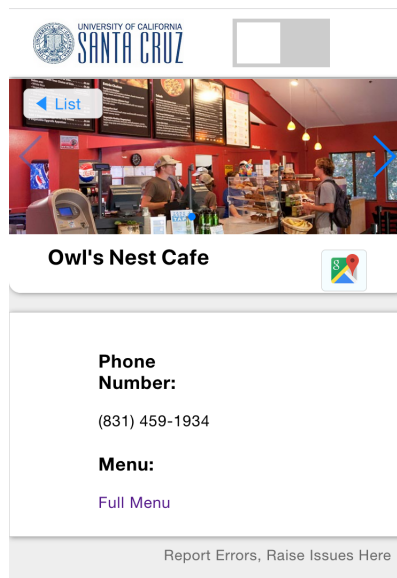 UNIVERSITY OF CALIFORNIA
SANTA CRUZ
List
Owl's Nest Cafe
Phone
Number:
(831) 459-1934
Menu:
Full Menu
Report Errors, Raise Issues Here